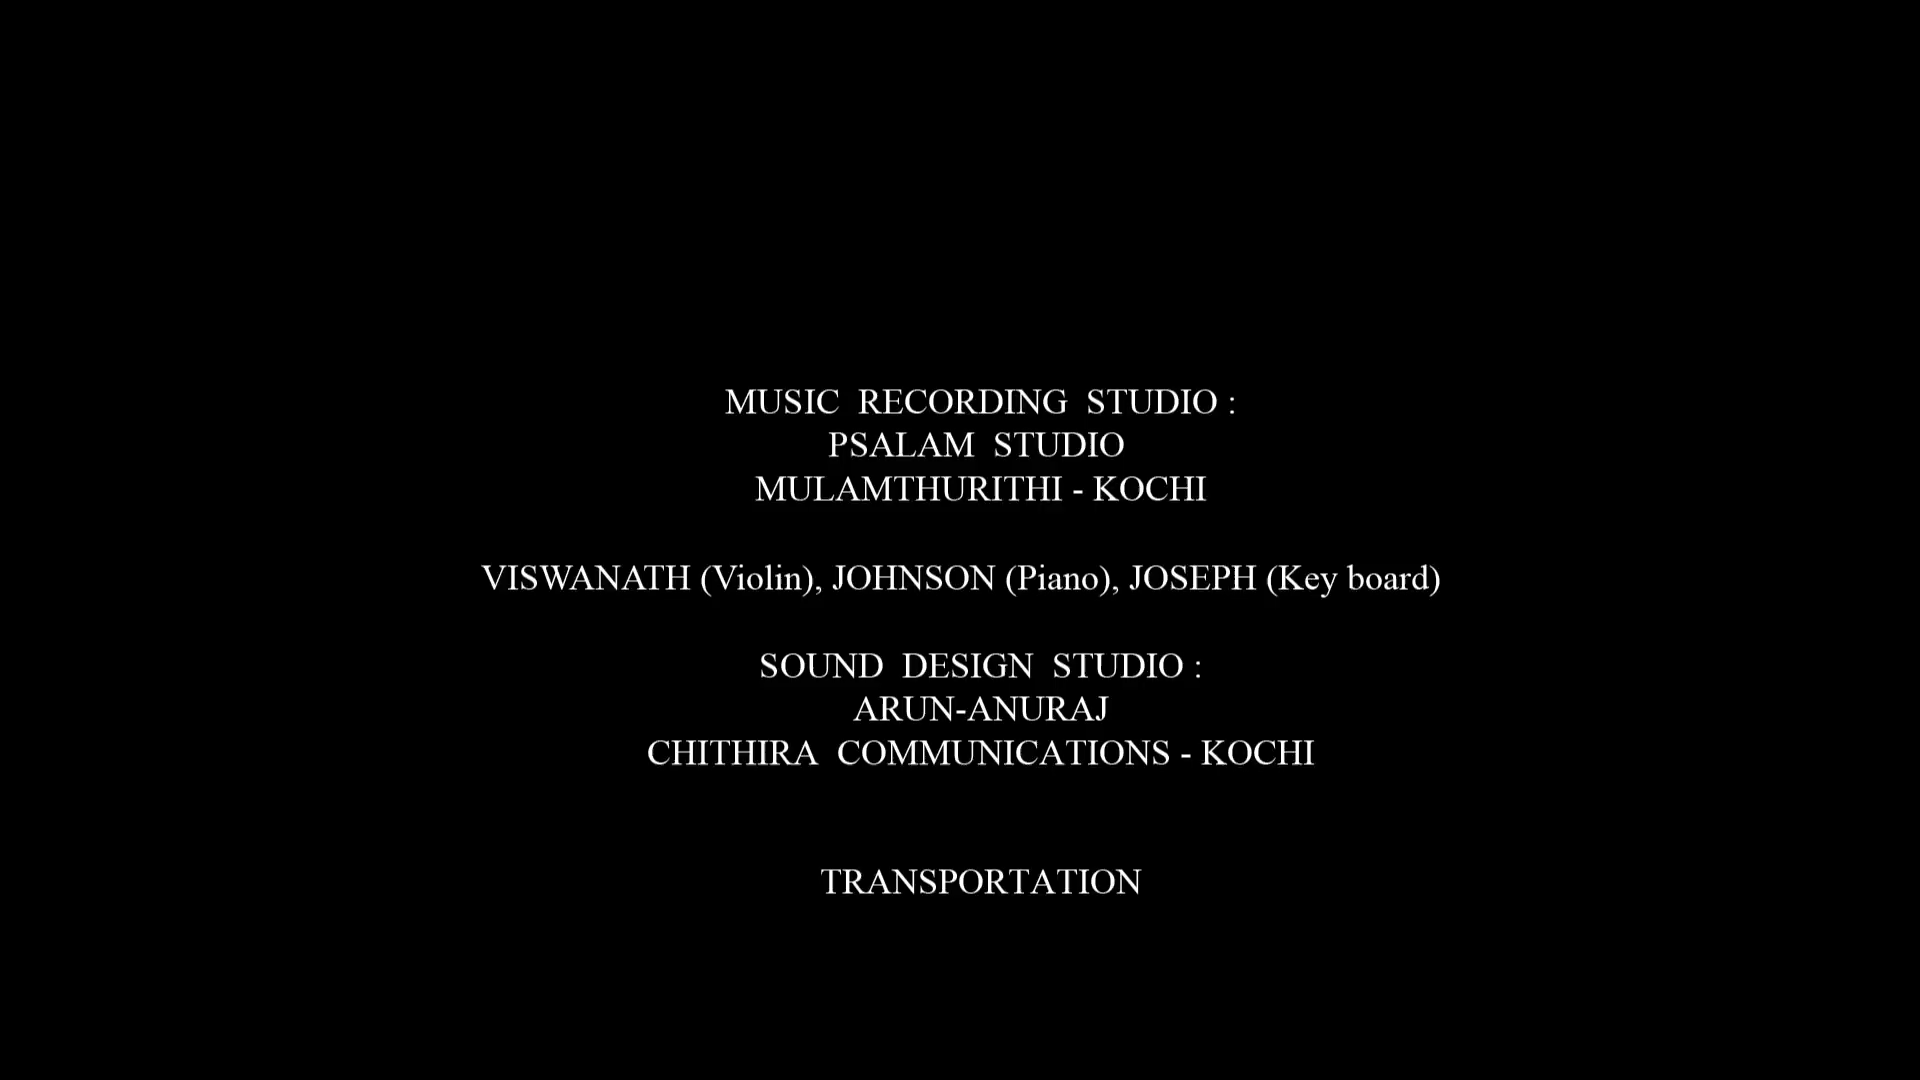 MUSIC RECORDING STUDIO :
PSALAM STUDIO
MULAMTHURITHI - KOCHI
VISWANATH (Violin), JOHNSON (Piano), JOSEPH (Key board)
SOUND DESIGN STUDIO :
ARUN-ANURAJ
CHITHIRA COMMUNICATIONS - KOCHI
TRANSPORTATION